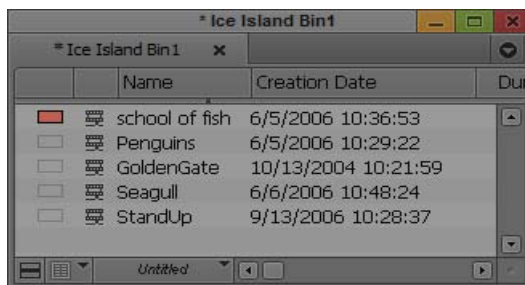 * Ice Island Bin1
* Ice Island Bin1 x
Name Creation Date Dur
school of fish 6/5/2006 10:36:53
Penguins 6/5/2006 10:29:22
GoldenGate 10/13/2004 10:21:59
Seagull 6/6/2006 10:48:24
StandUp 9/13/2006 10:28:37
Untitled